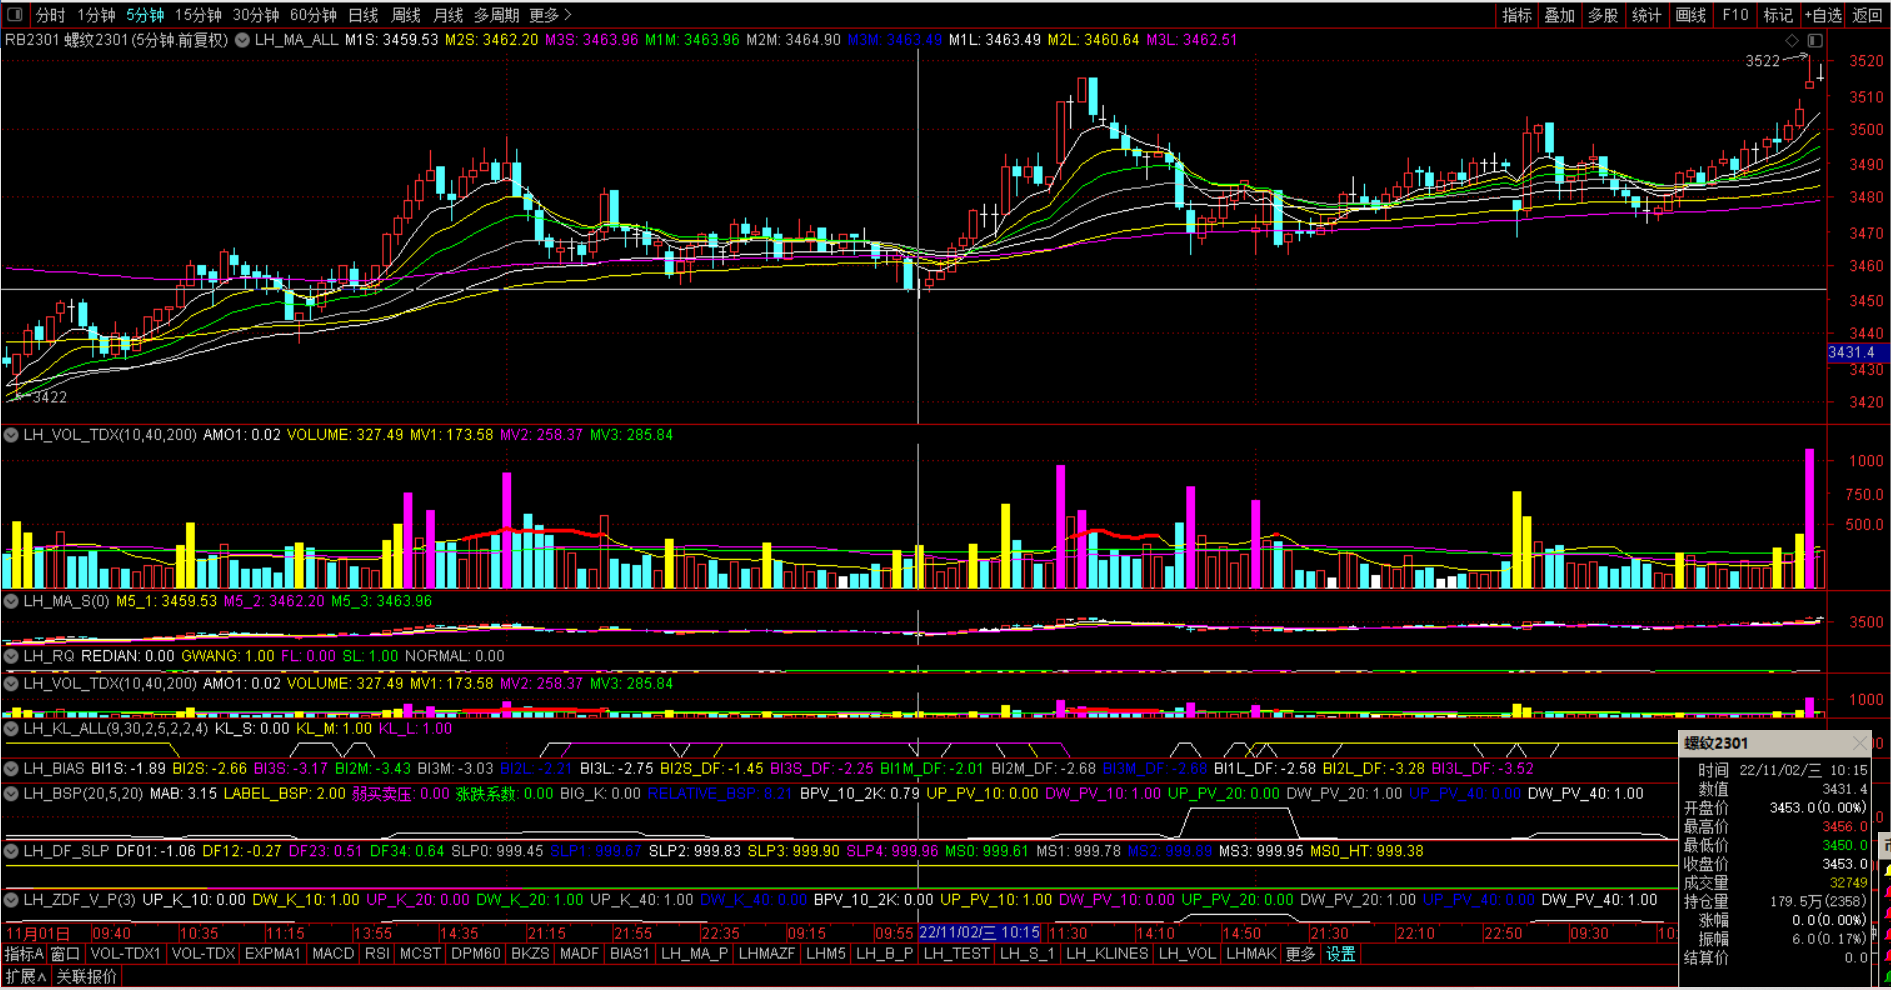 分时 1分钟 5分钟 15分钟 30分钟 60分钟 日线 周线 月线 多周期 更多 指标 叠加 多股 统计 画线 F10 标记 +自选 返回
RB2301 螺纹2301(5分钟.前复权) LH_MA_ALL M1S: 3459.53 M2S: 3462.20 M3S: 3463.96 M1M: 3463.96 M2M: 3464.90 M3M: 3463.49 M1L: 3463.49 M2L: 3460.64 M3L: 3462.51
3522
3520
3510
3500
3490
3480
3470
3460
3450
3440
3431.4
3430
3420
3422
LH_VOL_TDX(10,40,200) AMO1: 0.02 VOLUME: 327.49 MV1: 173.58 MV2: 258.37 MV3: 285.84
1000
750.0
500.0
LH_MA_S(0) M5_1: 3459.53 M5_2: 3462.20 M5_3: 3463.96
3500
LH_RQ REDIAN: 0.00 GWANG: 1.00 FL: 0.00 SL: 1.00 NORMAL: 0.00
LH_VOL_TDX(10,40,200) AMO1: 0.02 VOLUME: 327.49 MV1: 173.58 MV2: 258.37 MV3: 285.84
1000
LH_KL_ALL(9,30,2,5,2,2,4) KL_S: 0.00 KL_M: 1.00 KL_L: 1.00
LH_BIAS BI1S: -1.89 BI2S: -2.66 BI3S: -3.17 BI2M: -3.43 BI3M: -3.03 BI2L: -2.21 BI3L: -2.75 BI2S_DF: -1.45 BI3S_DF: -2.25 BI1M_DF: -2.01 BI2M_DF: -2.68 BI3M_DF: -2.68 BI1L_DF: -2.58 BI2L_DF: -3.28 BI3L_DF: -3.52
LH_BSP(20,5,20) MAB: 3.15 LABEL_BSP: 2.00 弱买卖压: 0.00 涨跌系数: 0.00 BIG_K: 0.00 RELATIVE_BSP: 8.21 BPV_10_2K: 0.79 UP_PV_10: 0.00 DW_PV_10: 1.00 UP_PV_20: 0.00 DW_PV_20: 1.00 UP_PV_40: 0.00 DW_PV_40: 1.00
LH_DF_SLP DF01: -1.06 DF12: -0.27 DF23: 0.51 DF34: 0.64 SLP0: 999.45 SLP1: 999.67 SLP2: 999.83 SLP3: 999.90 SLP4: 999.96 MS0: 999.61 MS1: 999.78 MS2: 999.89 MS3: 999.95 MS0_HT: 999.38
LH_ZDF_V_P(3) UP_K_10: 0.00 DW_K_10: 1.00 UP_K_20: 0.00 DW_K_20: 1.00 UP_K_40: 1.00 DW_K_40: 0.00 BPV_10_2K: 0.00 UP_PV_10: 1.00 DW_PV_10: 1.00 UP_PV_20: 0.00 DW_PV_20: 1.00 UP_PV_40: 0.00 DW_PV_40: 1.00
11月01日 09:40 10:35 11:15 13:55 14:35 21:15 21:55 22:35 09:15 09:55 22/11/02/三 10:15 11:30 14:10 14:50 21:30 22:10 22:50 09:30
指标A 窗口 VOL-TDX1 VOL-TDX EXPMA1 MACD RSI MCST DPM60 BKZS MADF BIAS1 LH_MA_P LHMAZF LHM5 LH_B_P LH_TEST LH_S_1 LH_KLINES LH_VOL LHMAK 更多 设置
扩展∧ 关联报价
螺纹2301
时间 22/11/02/三 10:15
数值 3431.4
开盘价 3453.0(0.00%)
最高价 3456.0
最低价 3450.0
收盘价 3453.0
成交量 32749
持仓量 179.5万(2358)
涨幅 0.0(0.00%)
振幅 6.0(0.17%)
结算价 0.0